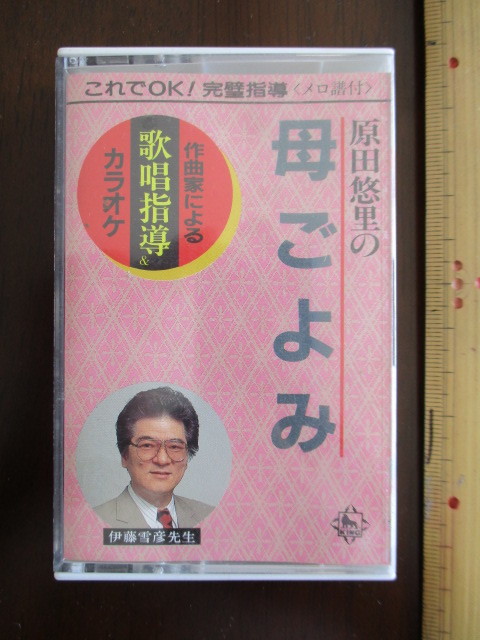 これでOK！完璧指導〈メロ譜付〉
原田悠里の
母ごよみ
作曲家による
歌唱指導&
カラオケ
伊藤雪彦先生
KING